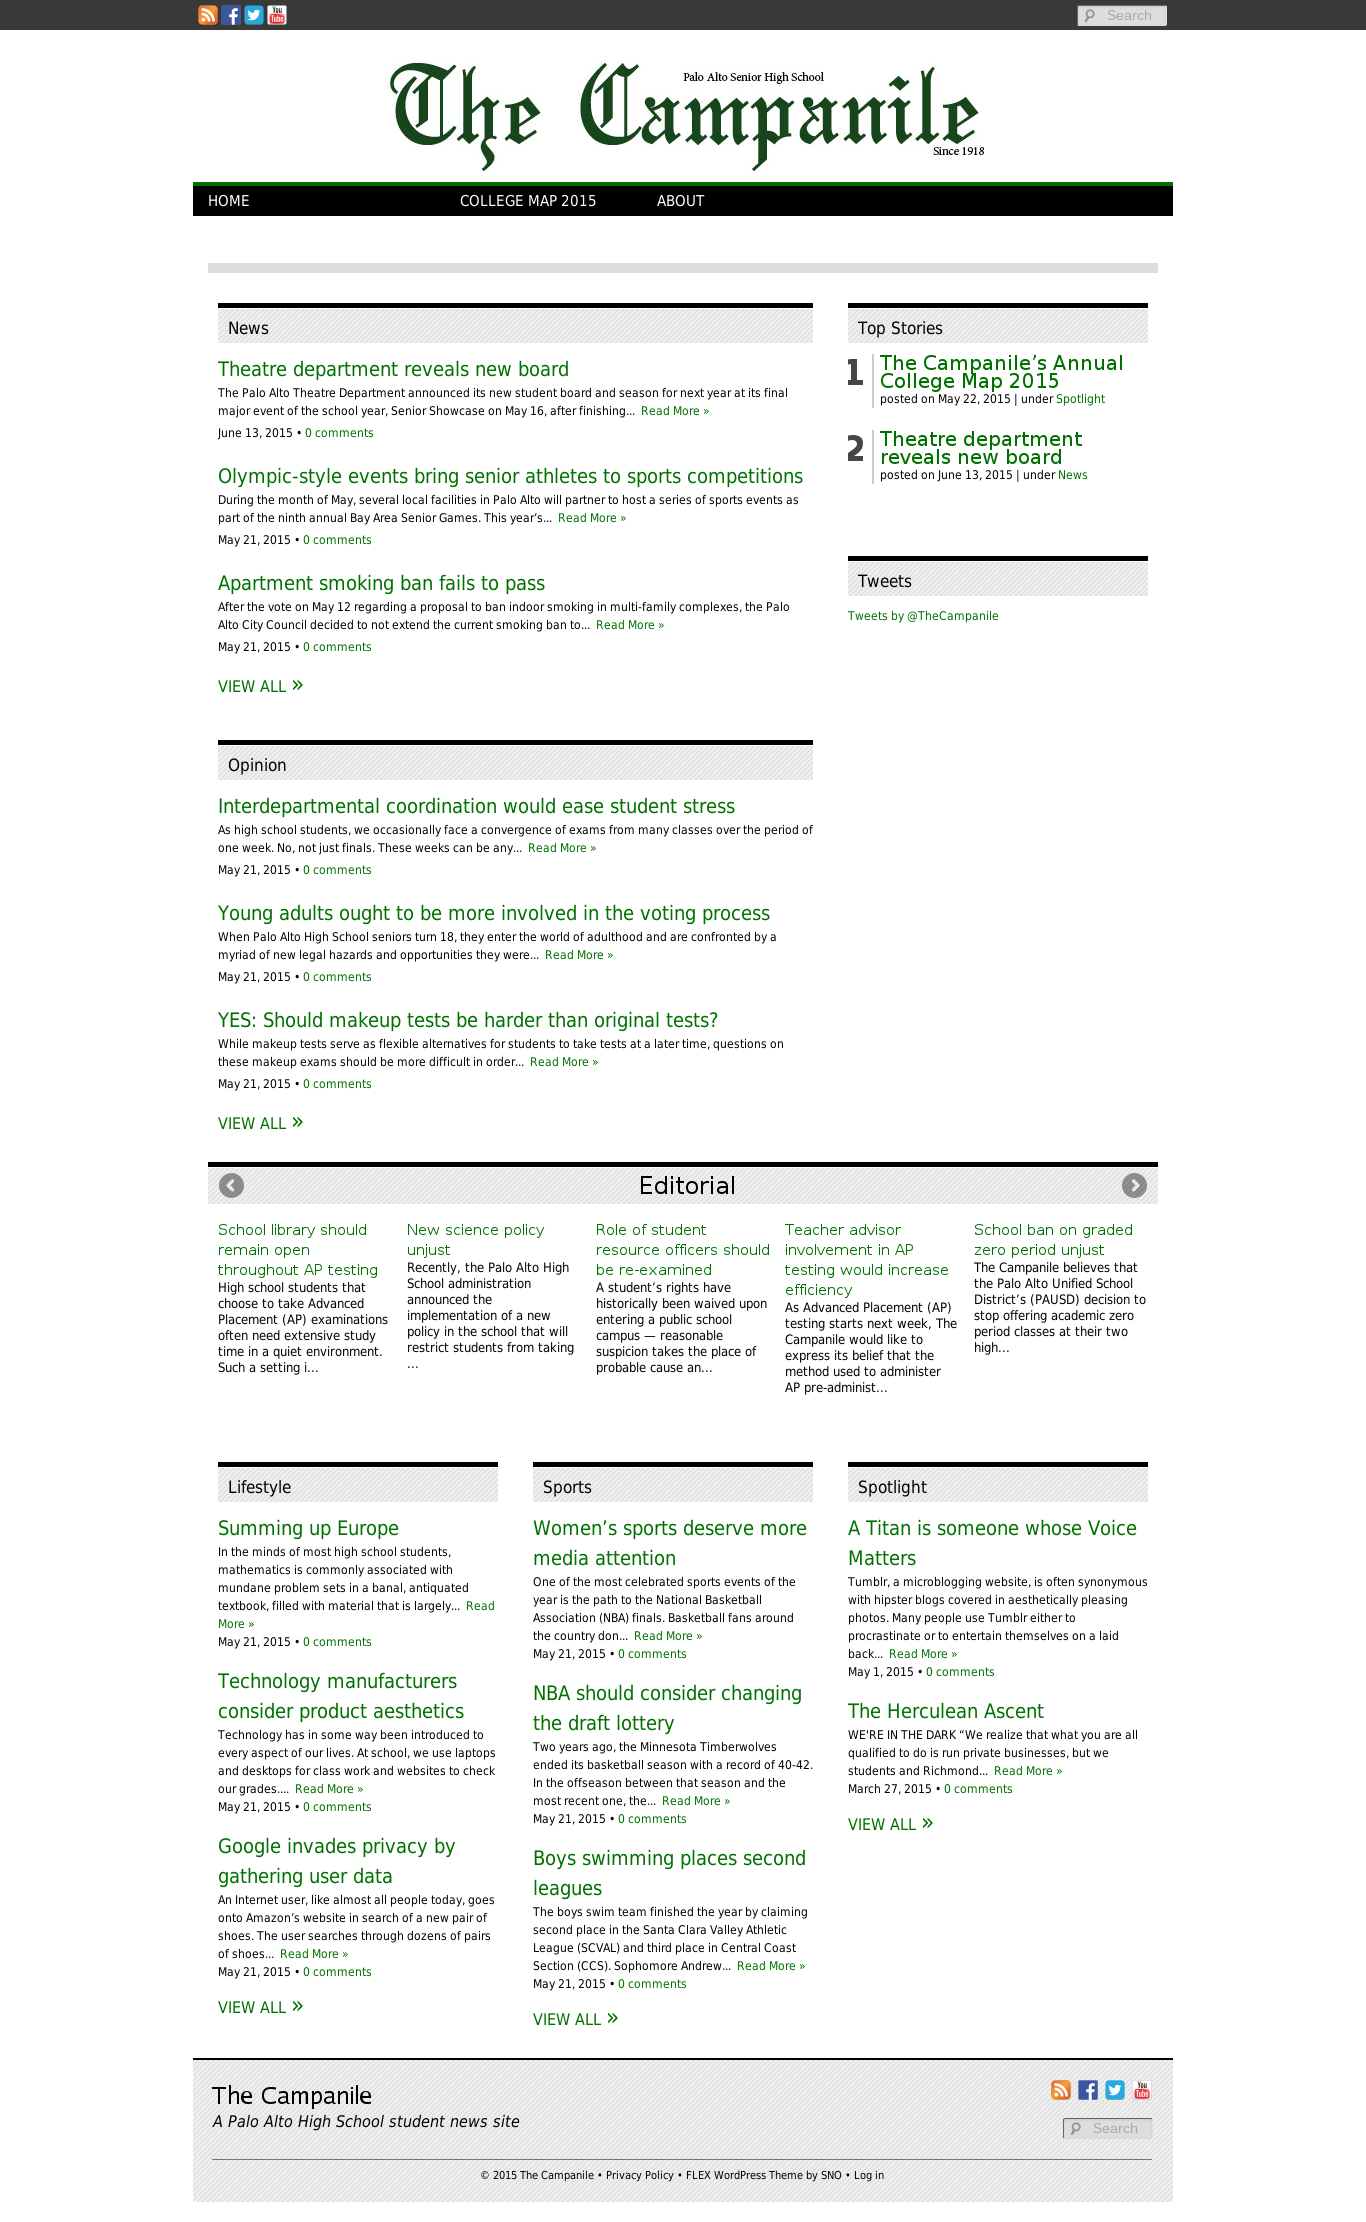 Search
Palo Alto Senior High School
The Campanile
Since 1918
HOME COLLEGE MAP 2015 ABOUT
News
Theatre department reveals new board
The Palo Alto Theatre Department announced its new student board and season for next year at its final
major event of the school year, Senior Showcase on May 16, after finishing... Read More »
June 13, 2015 • 0 comments
Olympic-style events bring senior athletes to sports competitions
During the month of May, several local facilities in Palo Alto will partner to host a series of sports events as
part of the ninth annual Bay Area Senior Games. This year’s... Read More »
May 21, 2015 • 0 comments
Apartment smoking ban fails to pass
After the vote on May 12 regarding a proposal to ban indoor smoking in multi-family complexes, the Palo
Alto City Council decided to not extend the current smoking ban to... Read More »
May 21, 2015 • 0 comments
VIEW ALL »
Top Stories
1
The Campanile’s Annual
College Map 2015
posted on May 22, 2015 | under Spotlight
2
Theatre department
reveals new board
posted on June 13, 2015 | under News
Tweets
Tweets by @TheCampanile
Opinion
Interdepartmental coordination would ease student stress
As high school students, we occasionally face a convergence of exams from many classes over the period of
one week. No, not just finals. These weeks can be any... Read More »
May 21, 2015 • 0 comments
Young adults ought to be more involved in the voting process
When Palo Alto High School seniors turn 18, they enter the world of adulthood and are confronted by a
myriad of new legal hazards and opportunities they were... Read More »
May 21, 2015 • 0 comments
YES: Should makeup tests be harder than original tests?
While makeup tests serve as flexible alternatives for students to take tests at a later time, questions on
these makeup exams should be more difficult in order... Read More »
May 21, 2015 • 0 comments
VIEW ALL »
Editorial
School library should
remain open
throughout AP testing
High school students that
choose to take Advanced
Placement (AP) examinations
often need extensive study
time in a quiet environment.
Such a setting i...
New science policy
unjust
Recently, the Palo Alto High
School administration
announced the
implementation of a new
policy in the school that will
restrict students from taking
...
Role of student
resource officers should
be re-examined
A student’s rights have
historically been waived upon
entering a public school
campus — reasonable
suspicion takes the place of
probable cause an...
Teacher advisor
involvement in AP
testing would increase
efficiency
As Advanced Placement (AP)
testing starts next week, The
Campanile would like to
express its belief that the
method used to administer
AP pre-administ...
School ban on graded
zero period unjust
The Campanile believes that
the Palo Alto Unified School
District’s (PAUSD) decision to
stop offering academic zero
period classes at their two
high...
Lifestyle
Summing up Europe
In the minds of most high school students,
mathematics is commonly associated with
mundane problem sets in a banal, antiquated
textbook, filled with material that is largely... Read
More »
May 21, 2015 • 0 comments
Technology manufacturers
consider product aesthetics
Technology has in some way been introduced to
every aspect of our lives. At school, we use laptops
and desktops for class work and websites to check
our grades.... Read More »
May 21, 2015 • 0 comments
Google invades privacy by
gathering user data
An Internet user, like almost all people today, goes
onto Amazon’s website in search of a new pair of
shoes. The user searches through dozens of pairs
of shoes... Read More »
May 21, 2015 • 0 comments
VIEW ALL »
Sports
Women’s sports deserve more
media attention
One of the most celebrated sports events of the
year is the path to the National Basketball
Association (NBA) finals. Basketball fans around
the country don... Read More »
May 21, 2015 • 0 comments
NBA should consider changing
the draft lottery
Two years ago, the Minnesota Timberwolves
ended its basketball season with a record of 40-42.
In the offseason between that season and the
most recent one, the... Read More »
May 21, 2015 • 0 comments
Boys swimming places second
leagues
The boys swim team finished the year by claiming
second place in the Santa Clara Valley Athletic
League (SCVAL) and third place in Central Coast
Section (CCS). Sophomore Andrew... Read More »
May 21, 2015 • 0 comments
VIEW ALL »
Spotlight
A Titan is someone whose Voice
Matters
Tumblr, a microblogging website, is often synonymous
with hipster blogs covered in aesthetically pleasing
photos. Many people use Tumblr either to
procrastinate or to entertain themselves on a laid
back... Read More »
May 1, 2015 • 0 comments
The Herculean Ascent
WE'RE IN THE DARK “We realize that what you are all
qualified to do is run private businesses, but we
students and Richmond... Read More »
March 27, 2015 • 0 comments
VIEW ALL »
The Campanile
A Palo Alto High School student news site
You Tube
Search
© 2015 The Campanile • Privacy Policy • FLEX WordPress Theme by SNO • Log in